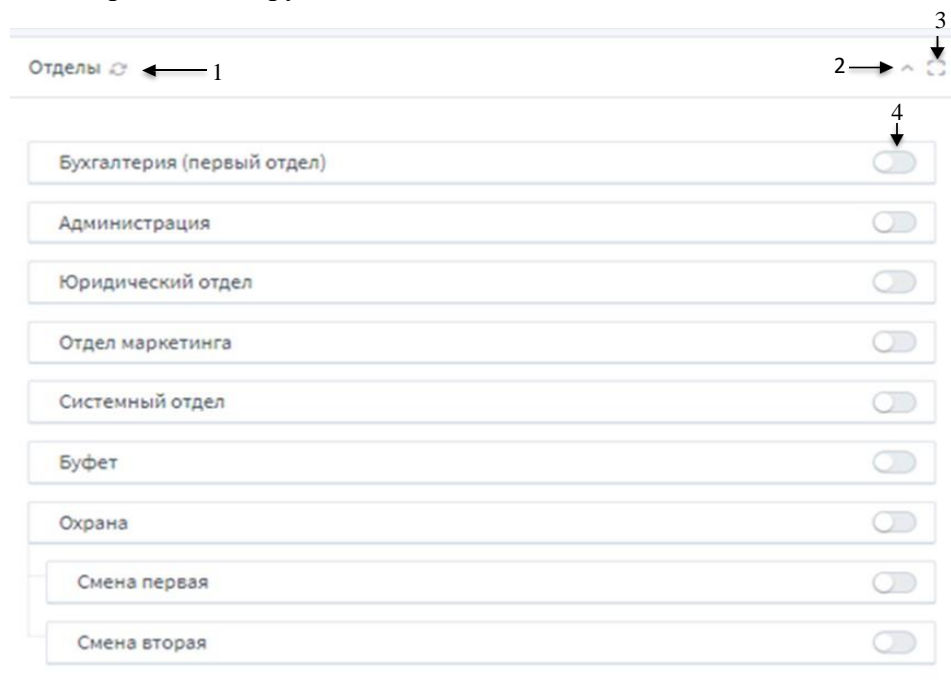 3
Отделы 1 2
4
Бухгалтерия (первый отдел)
Администрация
Юридический отдел
Отдел маркетинга
Системный отдел
Буфет
Охрана
Смена первая
Смена вторая